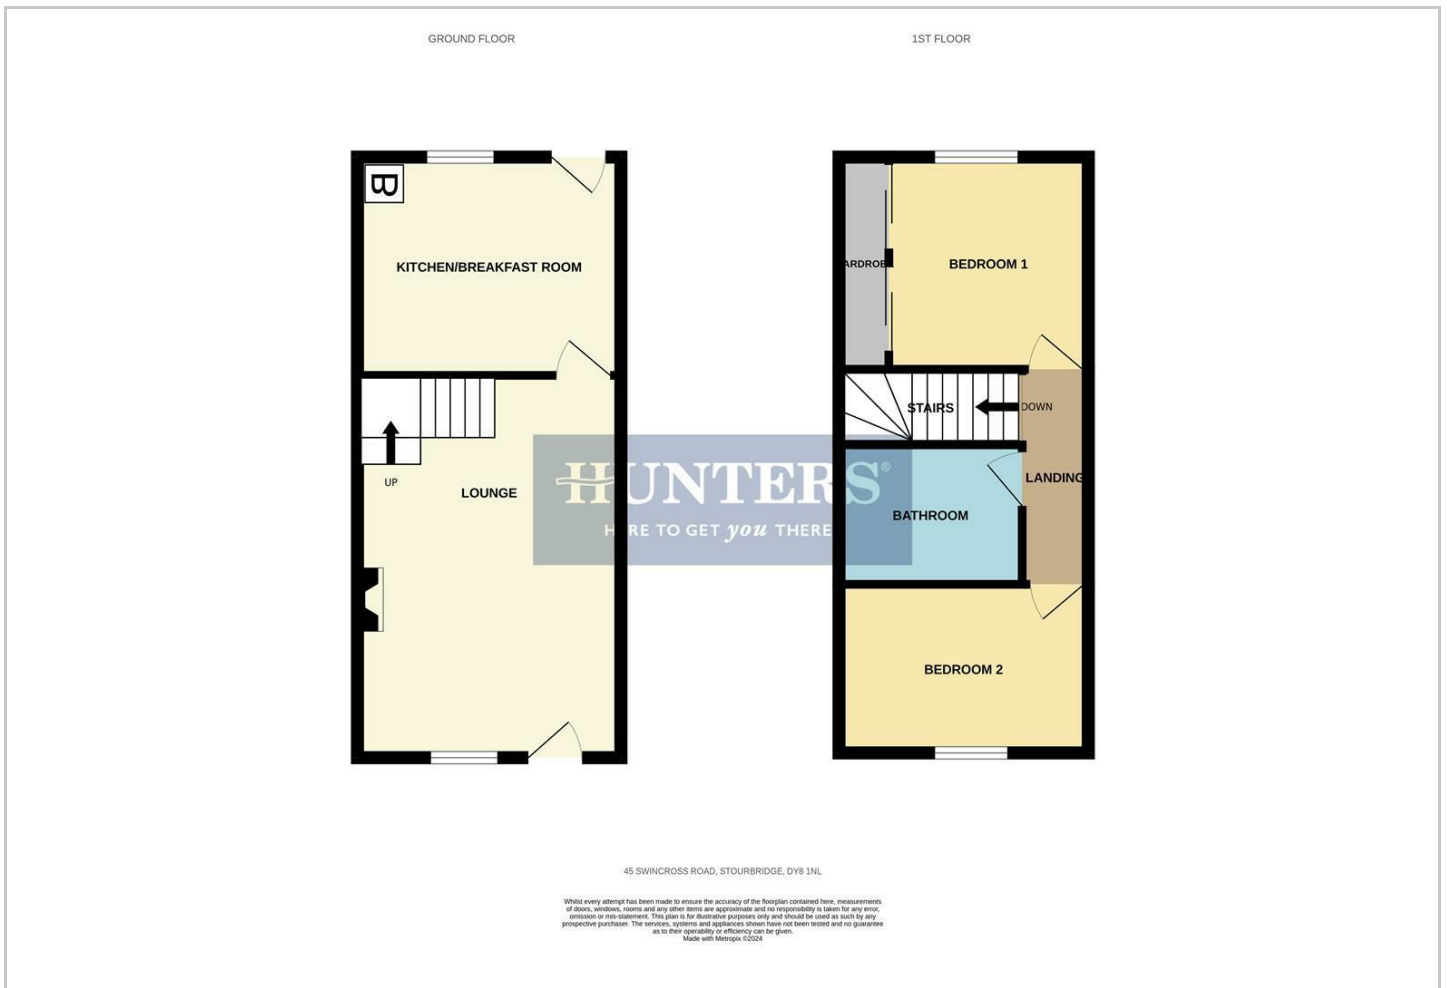 GROUND FLOOR
1ST FLOOR
B
KITCHEN/BREAKFAST ROOM
UP
LOUNGE
ARDROB
BEDROOM 1
STAIRS
DOWN
LANDING
BATHROOM
BEDROOM 2
HUNTERS®
HERE TO GET you THERE
45 SWINCROSS ROAD, STOURBRIDGE, DY8 1NL
Whilst every attempt has been made to ensure the accuracy of the floorplan contained here, measurements
of doors, windows, rooms and any other items are approximate and no responsibility is taken for any error,
omission or mis-statement. This plan is for illustrative purposes only and should be used as such by any
prospective purchaser. The services, systems and appliances shown have not been tested and no guarantee
as to their operability or efficiency can be given.
Made with Metropix ©2024